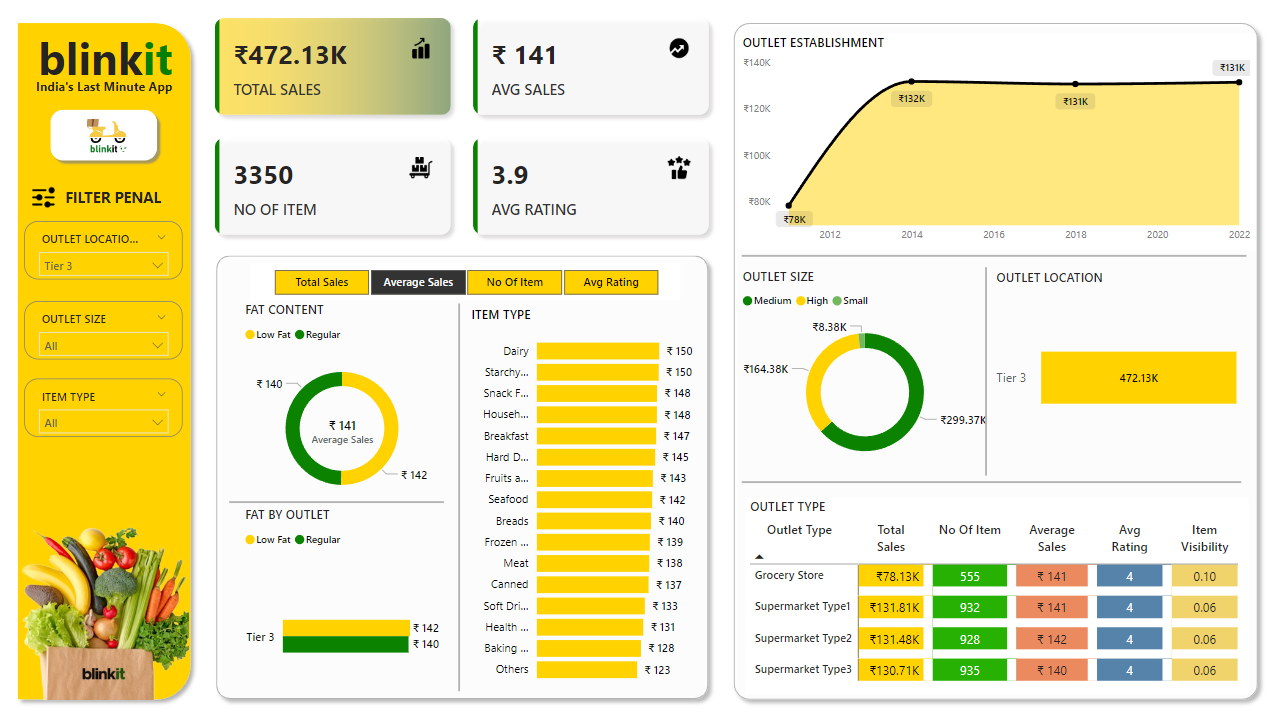 blinkit
India's Last Minute App
blinkit
FILTER PENAL
OUTLET LOCATIO...
Tier 3
OUTLET SIZE
All
ITEM TYPE
All
blinkit
₹472.13K
TOTAL SALES
₹ 141
AVG SALES
3350
NO OF ITEM
3.9
AVG RATING
Total Sales
Average Sales
No Of Item
Avg Rating
FAT CONTENT
Low Fat
Regular
₹ 140
₹ 141
Average Sales
₹ 142
FAT BY OUTLET
Low Fat
Regular
Tier 3
₹ 142
₹ 140
ITEM TYPE
Dairy ₹ 150
Starchy... ₹ 150
Snack F... ₹ 148
Househ... ₹ 148
Breakfast ₹ 147
Hard D... ₹ 145
Fruits a... ₹ 143
Seafood ₹ 142
Breads ₹ 140
Frozen ... ₹ 139
Meat ₹ 138
Canned ₹ 137
Soft Dri... ₹ 133
Health ... ₹ 131
Baking ... ₹ 128
Others ₹ 123
OUTLET ESTABLISHMENT
₹140K
₹120K
₹100K
₹80K
₹78K
₹132K
₹131K
₹131K
2012 2014 2016 2018 2020 2022
OUTLET SIZE
Medium High Small
₹8.38K
₹164.38K
₹299.37K
OUTLET LOCATION
Tier 3
472.13K
OUTLET TYPE
Outlet Type Total Sales No Of Item Average Sales Avg Rating Item Visibility
Grocery Store ₹78.13K 555 ₹ 141 4 0.10
Supermarket Type1 ₹131.81K 932 ₹ 141 4 0.06
Supermarket Type2 ₹131.48K 928 ₹ 142 4 0.06
Supermarket Type3 ₹130.71K 935 ₹ 140 4 0.06